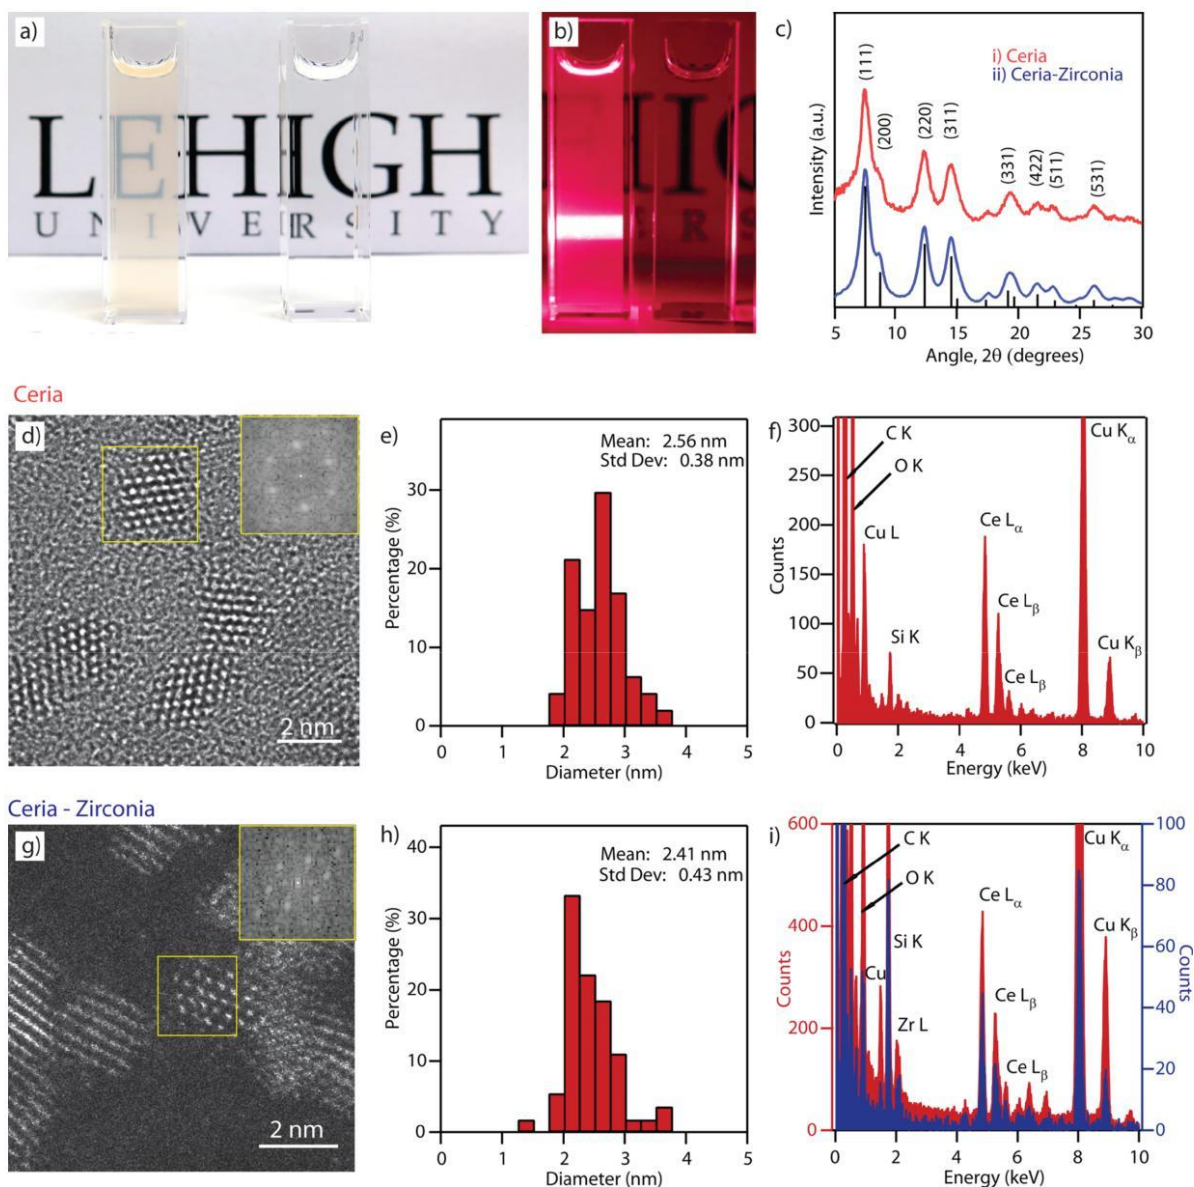 a)
LEHIGH
UNIVERSITY
b)
c)
i) Ceria
ii) Ceria-Zirconia
(111)
(200)
(220)
(311)
(331)
(422)
(511)
(531)
Intensity (a.u.)
5 10 15 20 25 30
Angle, 2θ (degrees)
Ceria
d)
2 nm
e)
Mean: 2.56 nm
Std Dev: 0.38 nm
Percentage (%)
30
20
10
0
0 1 2 3 4 5
Diameter (nm)
f)
Counts
300
250
200
150
100
50
0
C K
O K
Cu L
Si K
Ce Lα
Ce Lβ
Ce Lβ
Cu Kα
Cu Kβ
0 2 4 6 8 10
Energy (keV)
Ceria - Zirconia
g)
2 nm
h)
Mean: 2.41 nm
Std Dev: 0.43 nm
Percentage (%)
40
30
20
10
0
0 1 2 3 4 5
Diameter (nm)
i)
Counts
600
400
200
0
C K
O K
Si K
Cu
Zr L
Ce Lα
Ce Lβ
Ce Lβ
Cu Kα
Cu Kβ
100
80
60
40
20
0
Counts
0 2 4 6 8 10
Energy (keV)